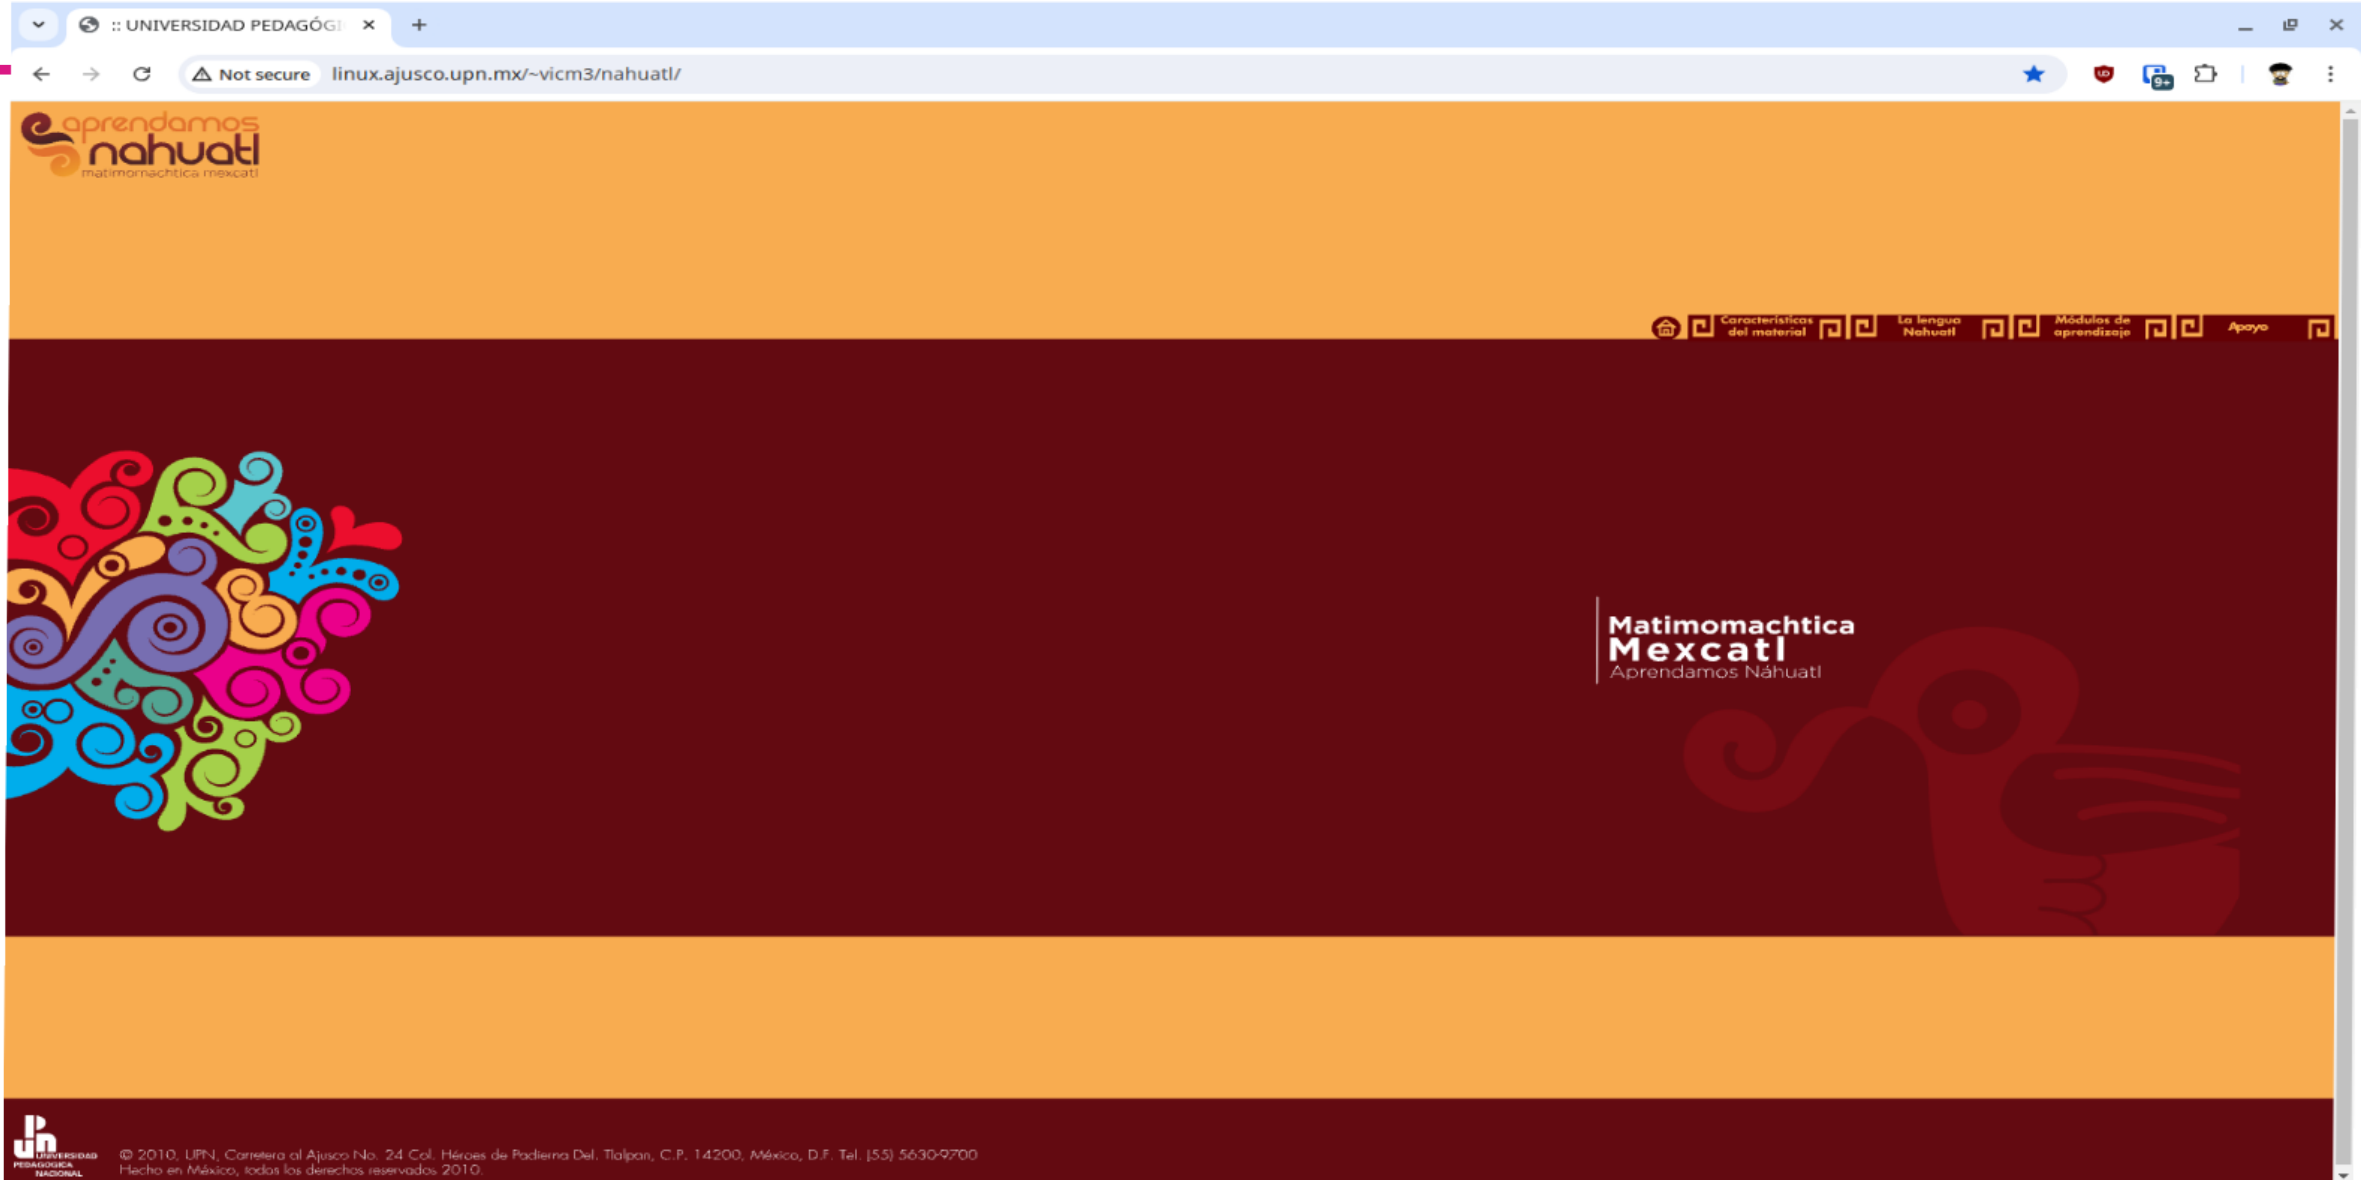 :: UNIVERSIDAD PEDAGÓGI
Not secure linux.ajusco.upn.mx/~vicm3/nahuatl/
9+
aprendamos
nahuatl
matimomachtica mexcatl
Características
del material
La lengua
Nahuatl
Módulos de
aprendizaje
Apoyo
Matimomachtica
Mexcatl
Aprendamos Náhuatl
UNIVERSIDAD
PEDAGOGICA
NACIONAL
© 2010, UPN, Carretera al Ajusco No. 24 Col. Héroes de Padierna Del. Tlalpan, C.P. 14200, México, D.F. Tel. (55) 5630-9700
Hecho en México, todos los derechos reservados 2010.